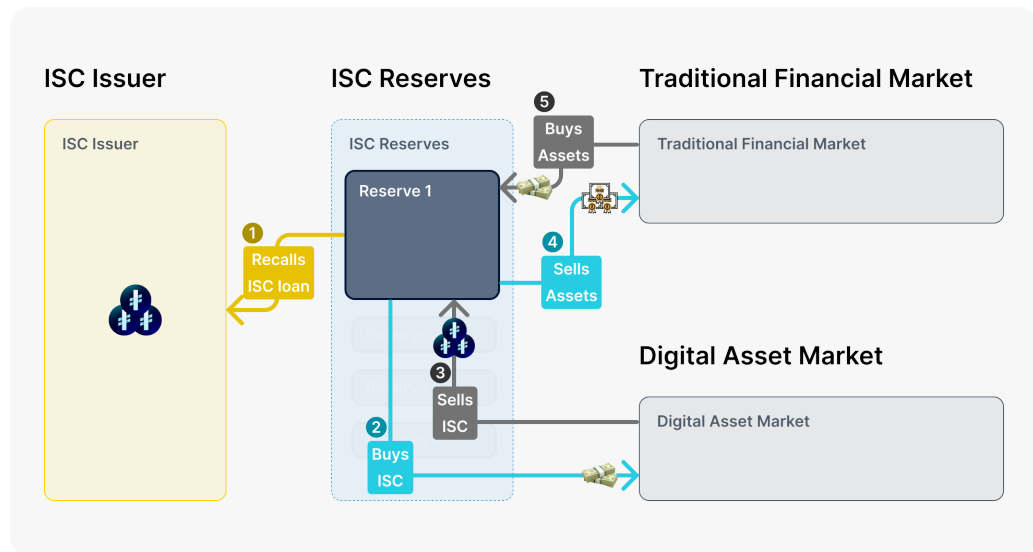 ISC Issuer
ISC Reserves
Traditional Financial Market
5
Buys
Assets
ISC Issuer
ISC Reserves
Traditional Financial Market
Reserve 1
1
Recalls
ISC loan
4
Sells
Assets
Digital Asset Market
3
Sells
ISC
Digital Asset Market
2
Buys
ISC